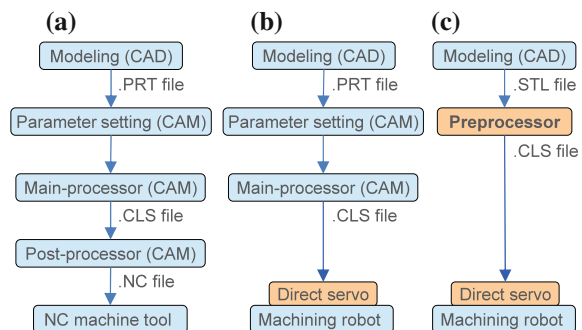 (a)
Modeling (CAD)
.PRT file
Parameter setting (CAM)
Main-processor (CAM)
.CLS file
Post-processor (CAM)
.NC file
NC machine tool
(b)
Modeling (CAD)
.PRT file
Parameter setting (CAM)
Main-processor (CAM)
.CLS file
Direct servo
Machining robot
(c)
Modeling (CAD)
.STL file
Preprocessor
.CLS file
Direct servo
Machining robot